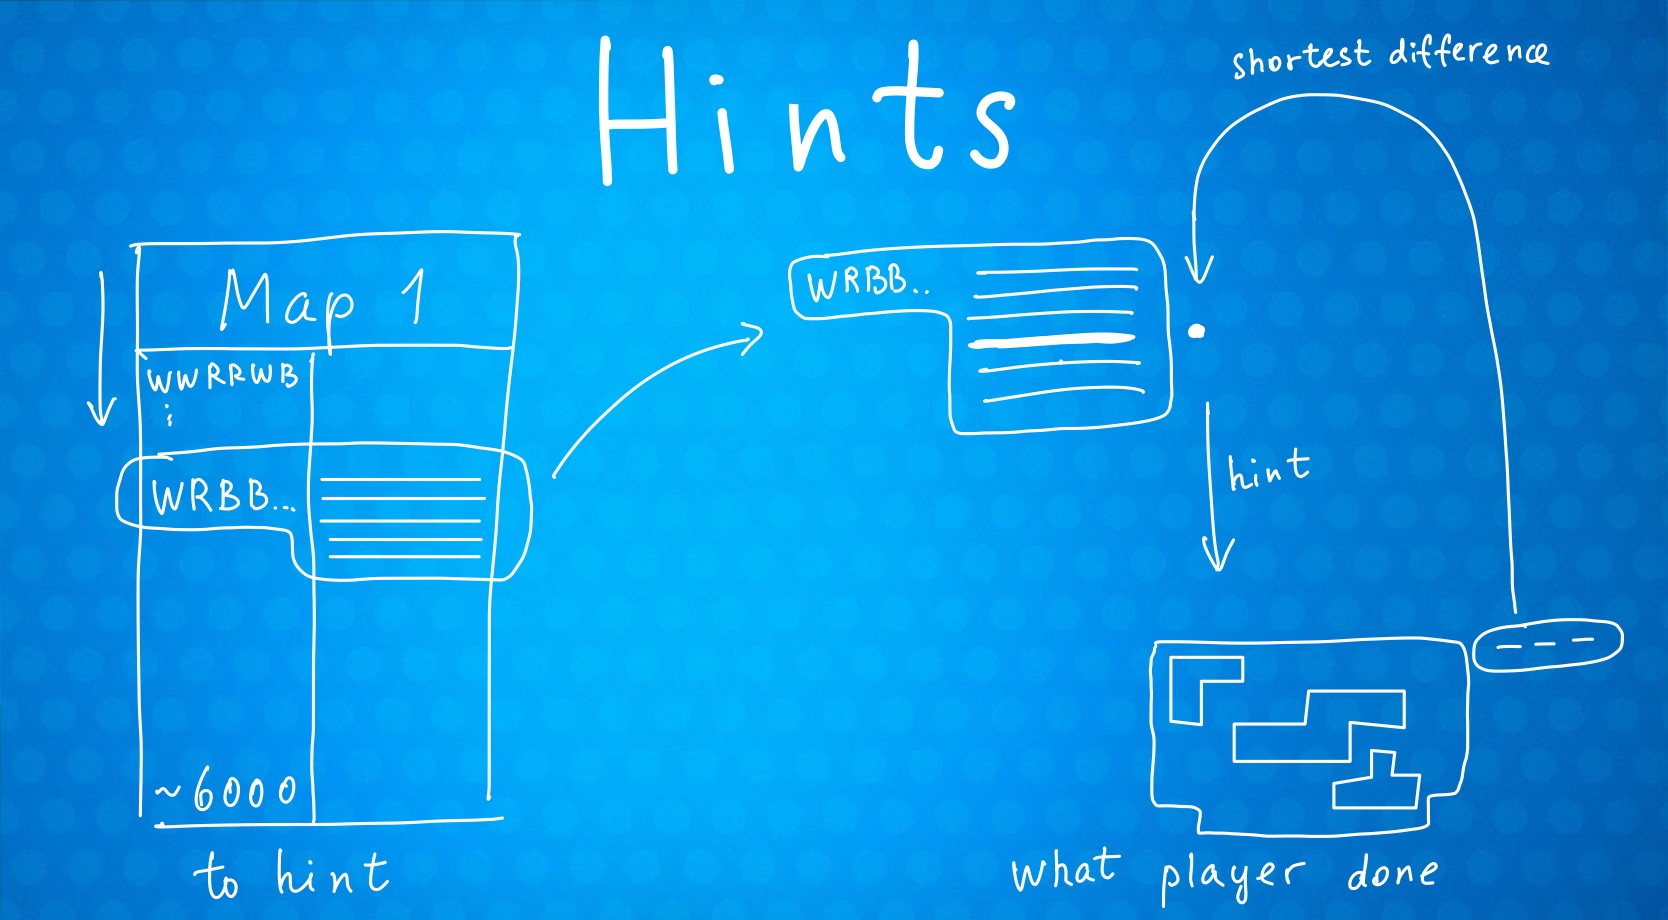 Hints
shortest difference
Map 1
WWRRWB
WRBB...
~6000
to hint
WRBB..
hint
what player done